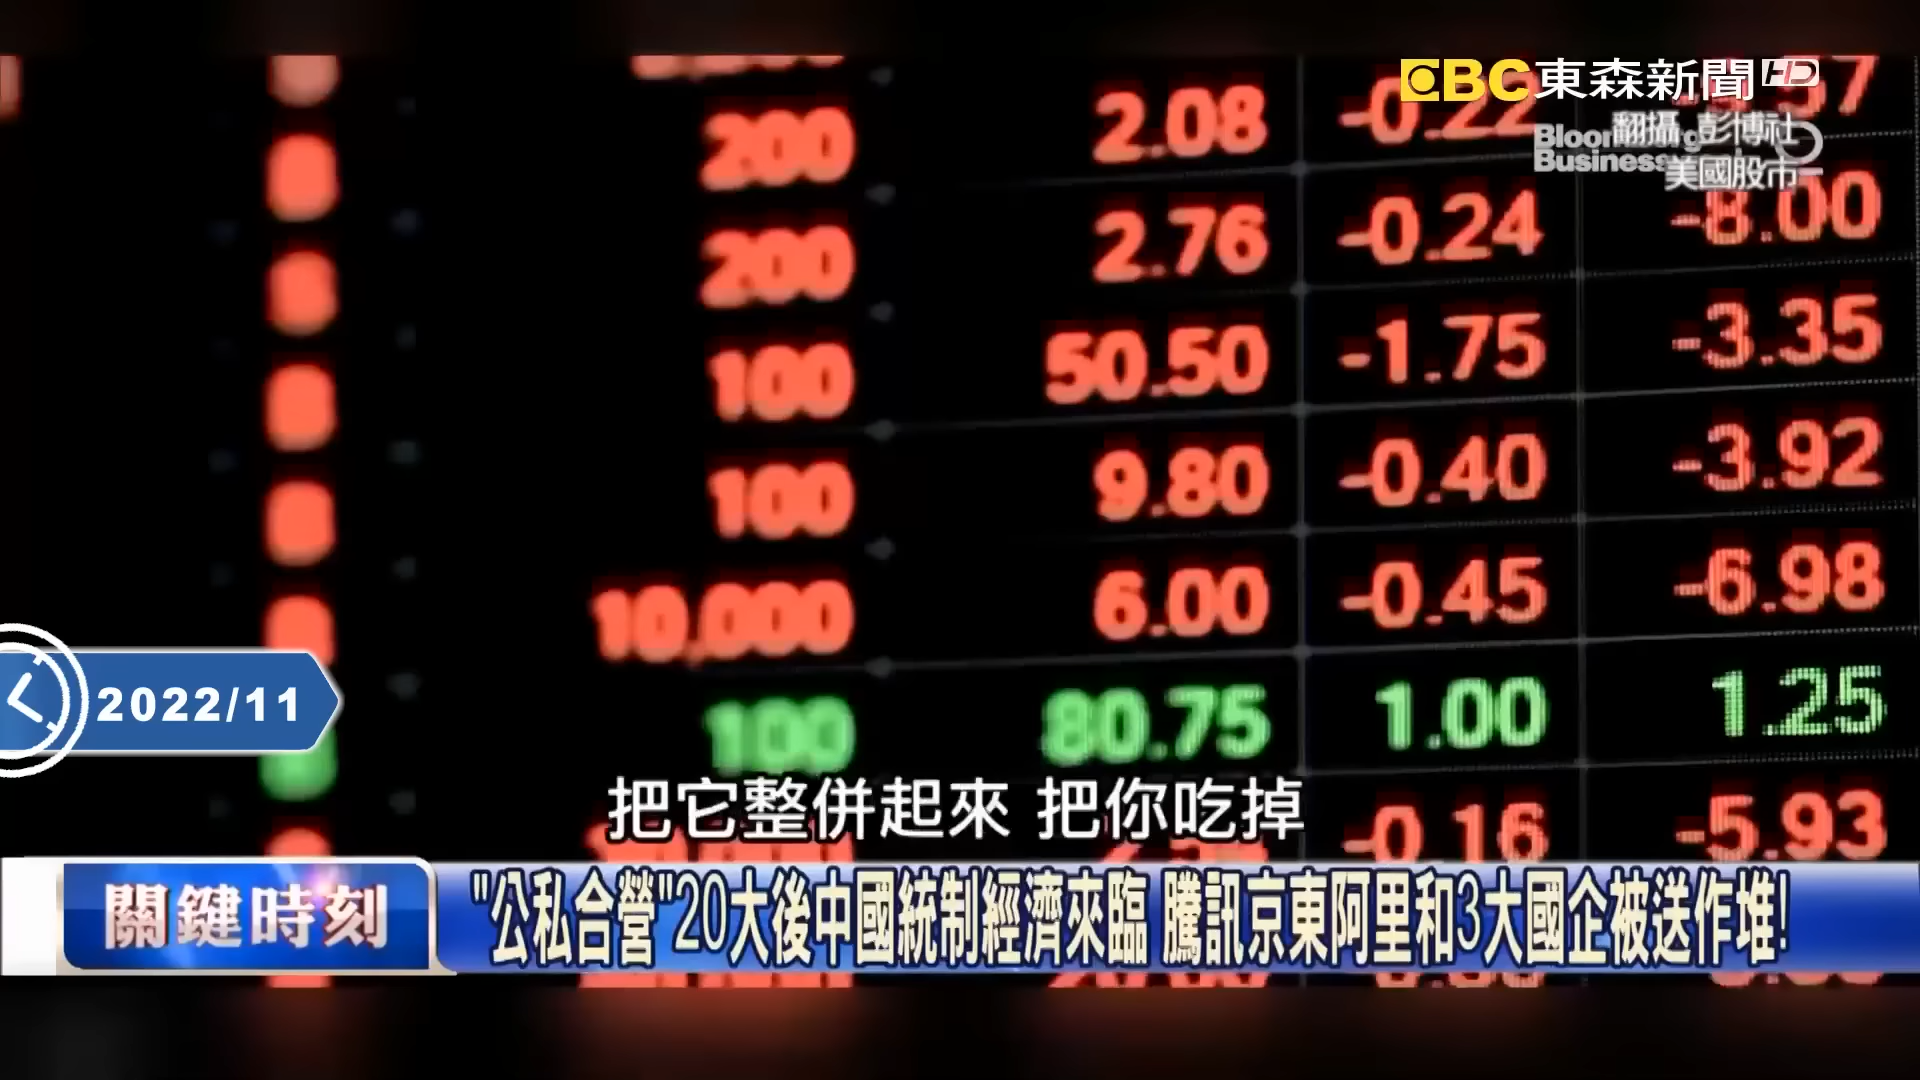 EBC東森新聞HD
翻攝 彭博社
美國股市
200 2.08 -0.22
200 2.76 -0.24 -8.00
100 50.50 -1.75 -3.35
100 9.80 -0.40 -3.92
10,000 6.00 -0.45 -6.98
100 80.75 1.00 1.25
-0.16 -5.93
2022/11
把它整併起來 把你吃掉
關鍵時刻
"公私合營"20大後中國統制經濟來臨 騰訊京東阿里和3大國企被送作堆!